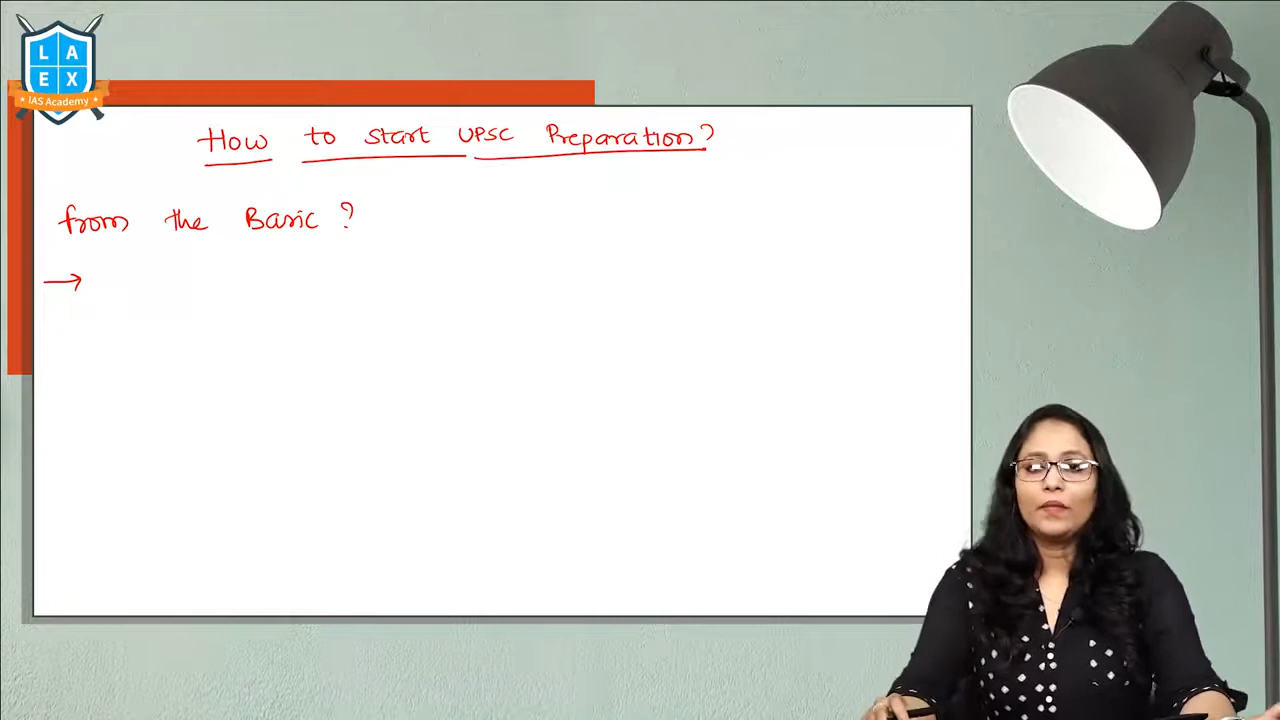 L A
E X
IAS Academy
How to start UPSC Preparation?
from the Basic?
→